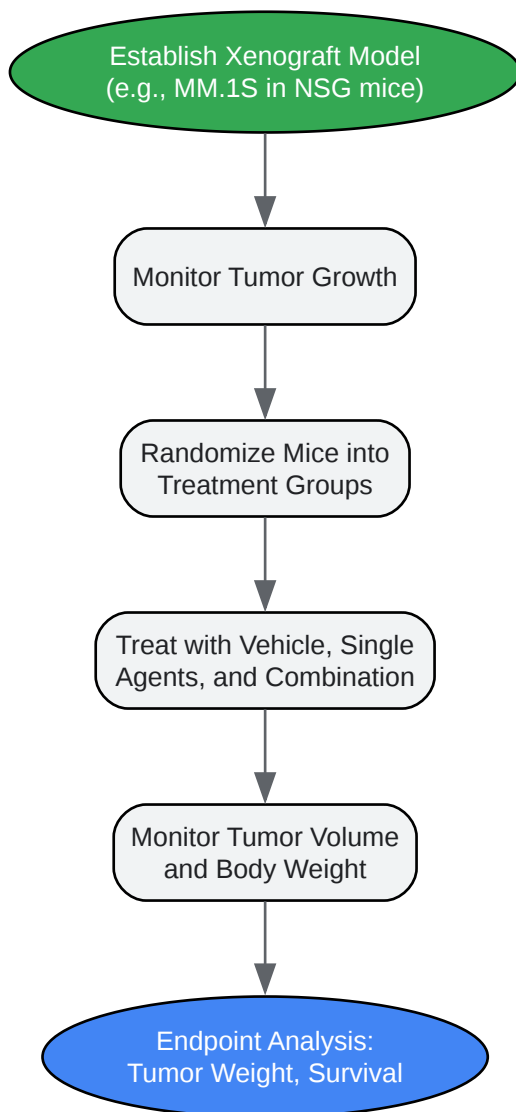 Establish Xenograft Model
(e.g., MM.1S in NSG mice)
Monitor Tumor Growth
Randomize Mice into
Treatment Groups
Treat with Vehicle, Single
Agents, and Combination
Monitor Tumor Volume
and Body Weight
Endpoint Analysis:
Tumor Weight, Survival